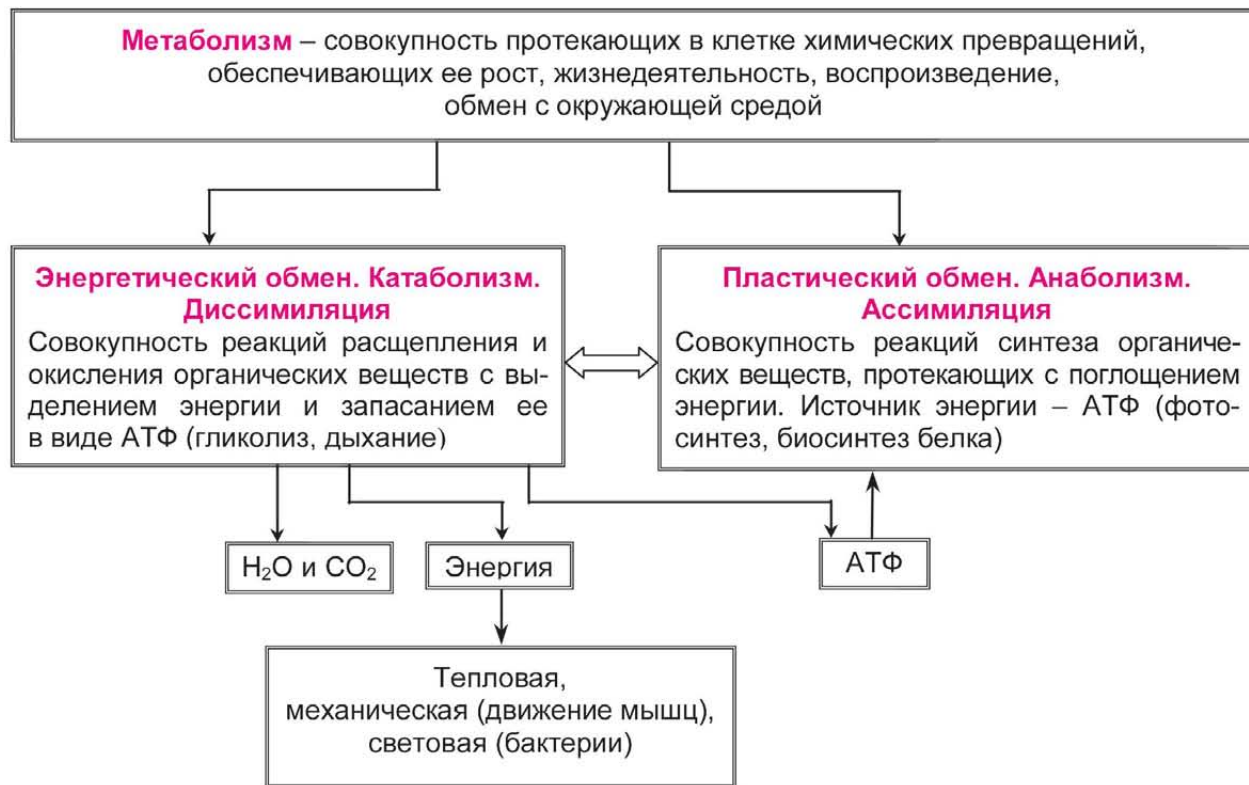 Метаболизм – совокупность протекающих в клетке химических превращений,
обеспечивающих ее рост, жизнедеятельность, воспроизведение,
обмен с окружающей средой
Энергетический обмен. Катаболизм.
Диссимиляция
Совокупность реакций расщепления и
окисления органических веществ с вы-
делением энергии и запасанием ее
в виде АТФ (гликолиз, дыхание)
Пластический обмен. Анаболизм.
Ассимиляция
Совокупность реакций синтеза органиче-
ских веществ, протекающих с поглощением
энергии. Источник энергии – АТФ (фото-
синтез, биосинтез белка)
H₂O и CO₂
Энергия
АТФ
Тепловая,
механическая (движение мышц),
световая (бактерии)